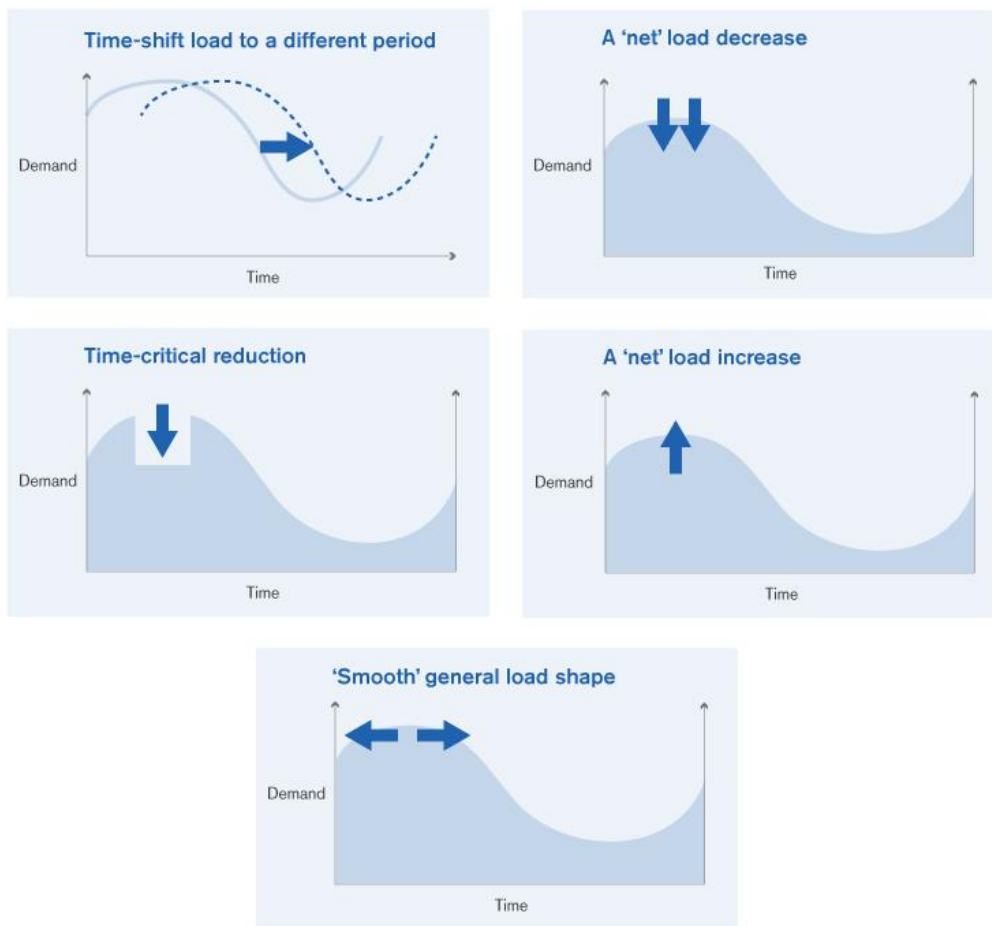 Time-shift load to a different period
Demand
Time
A ‘net’ load decrease
Demand
Time
Time-critical reduction
Demand
Time
A ‘net’ load increase
Demand
Time
‘Smooth’ general load shape
Demand
Time